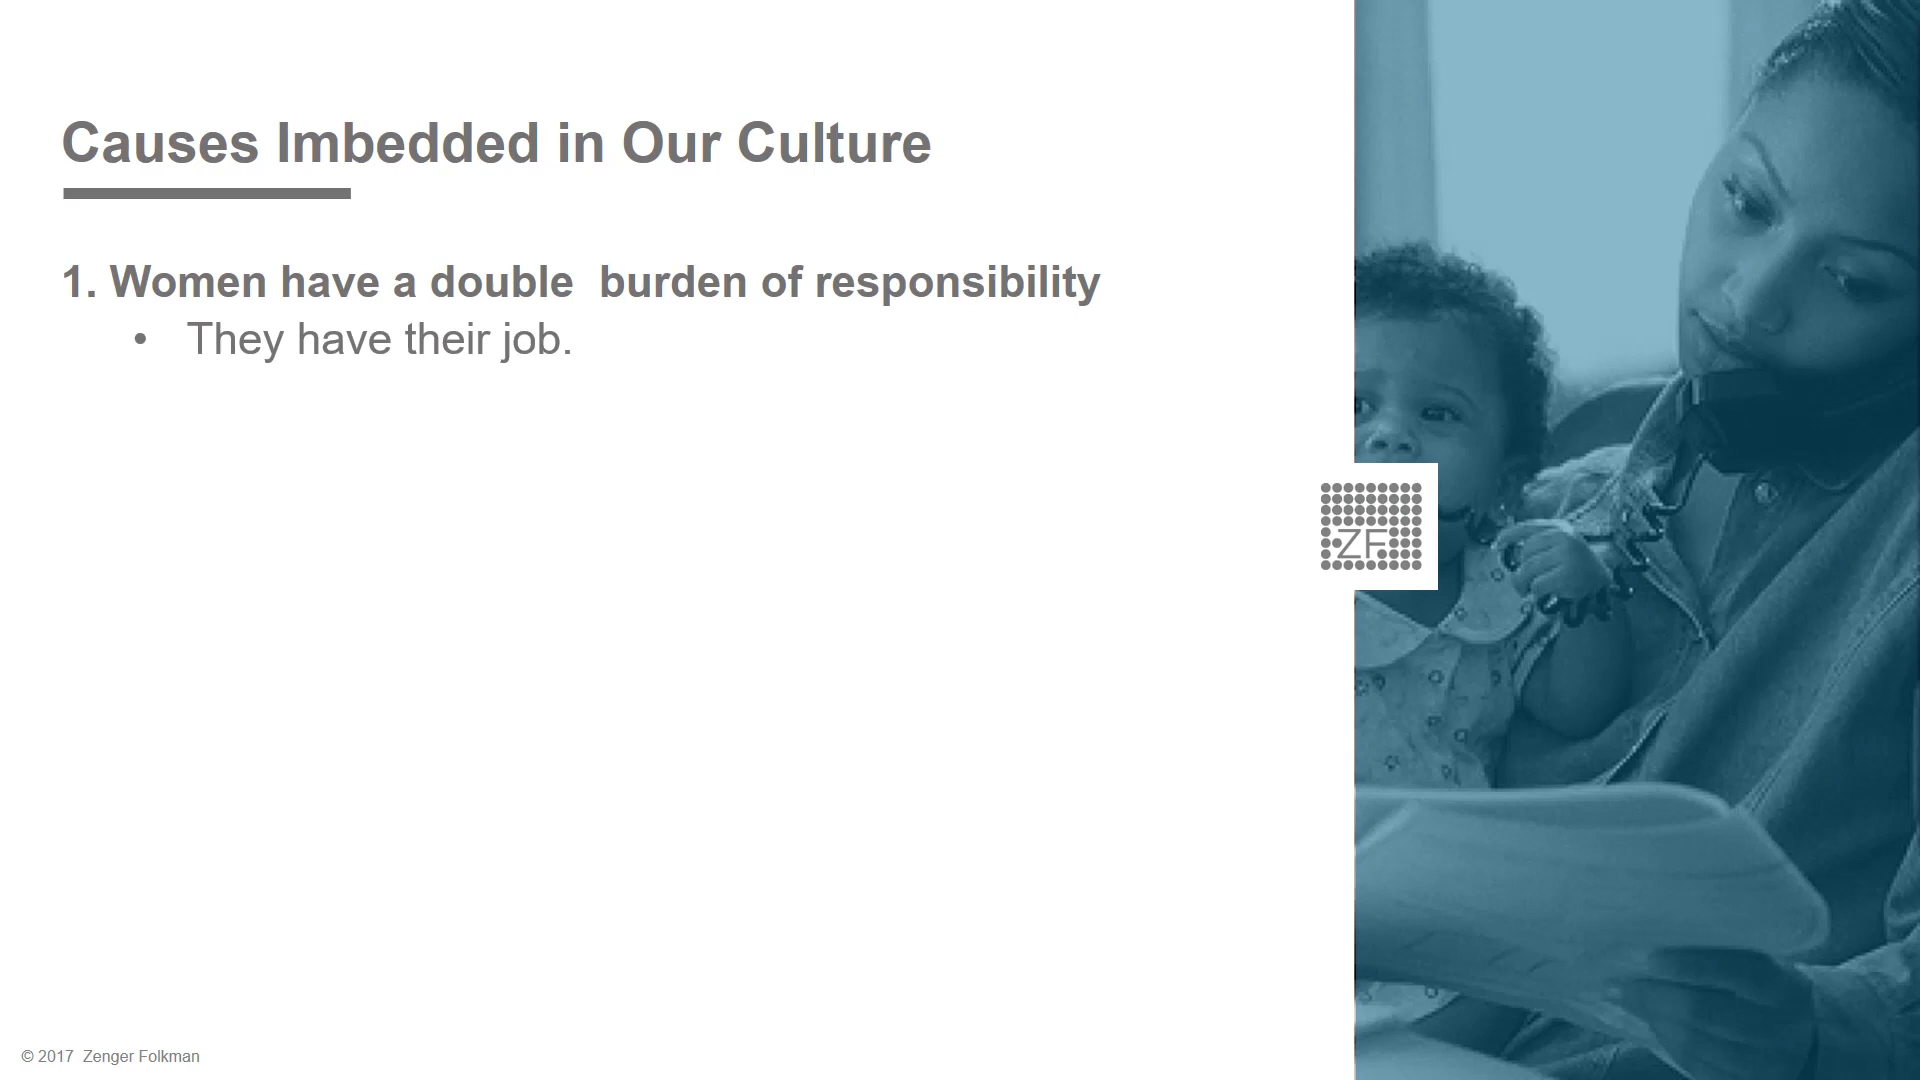 Causes Imbedded in Our Culture
1. Women have a double  burden of responsibility
• They have their job.
ZF
© 2017  Zenger Folkman